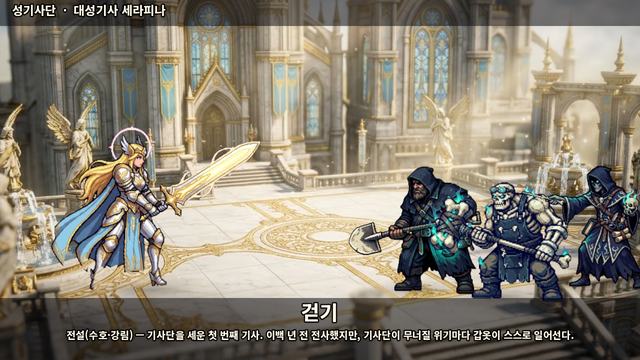 성기사단 · 대성기사 세라피나
걷기
전설(수호·강림) — 기사단을 세운 첫 번째 기사. 이백 년 전 전사했지만, 기사단이 무너질 위기마다 갑옷이 스스로 일어선다.